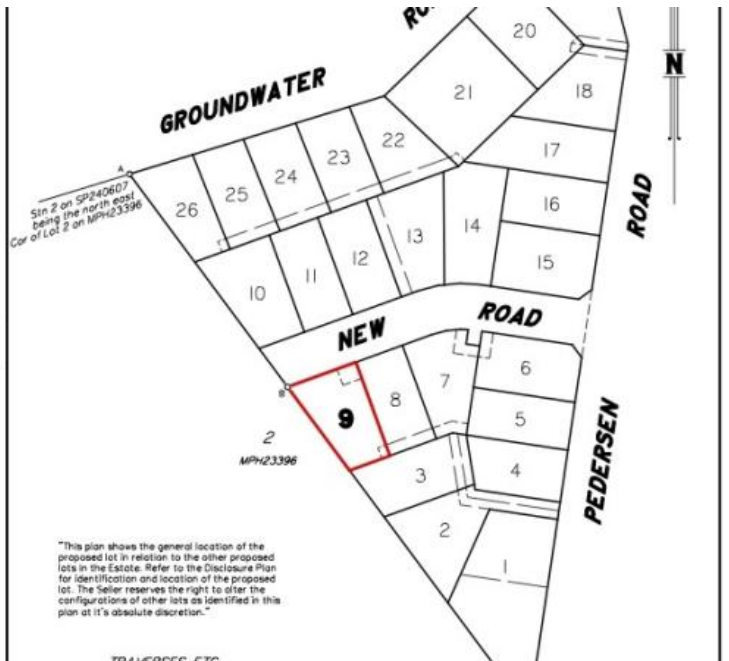 RO
20
GROUNDWATER
21
N
18
A
22
23
17
24
25
Stn 2 on SP240607
being the north east
Cor of Lot 2 on MPH23396
26
16
ROAD
13
14
12
15
11
10
NEW ROAD
6
B
7
8
9
5
2
MPH23396
3
4
PEDERSEN
2
1
"This plan shows the general location of the
proposed lot in relation to the other proposed
lots in the Estate. Refer to the Disclosure Plan
for identification and location of the proposed
lot. The Seller reserves the right to alter the
configurations of other lots as identified in this
plan at it's absolute discretion."
TRAVERSES ETC